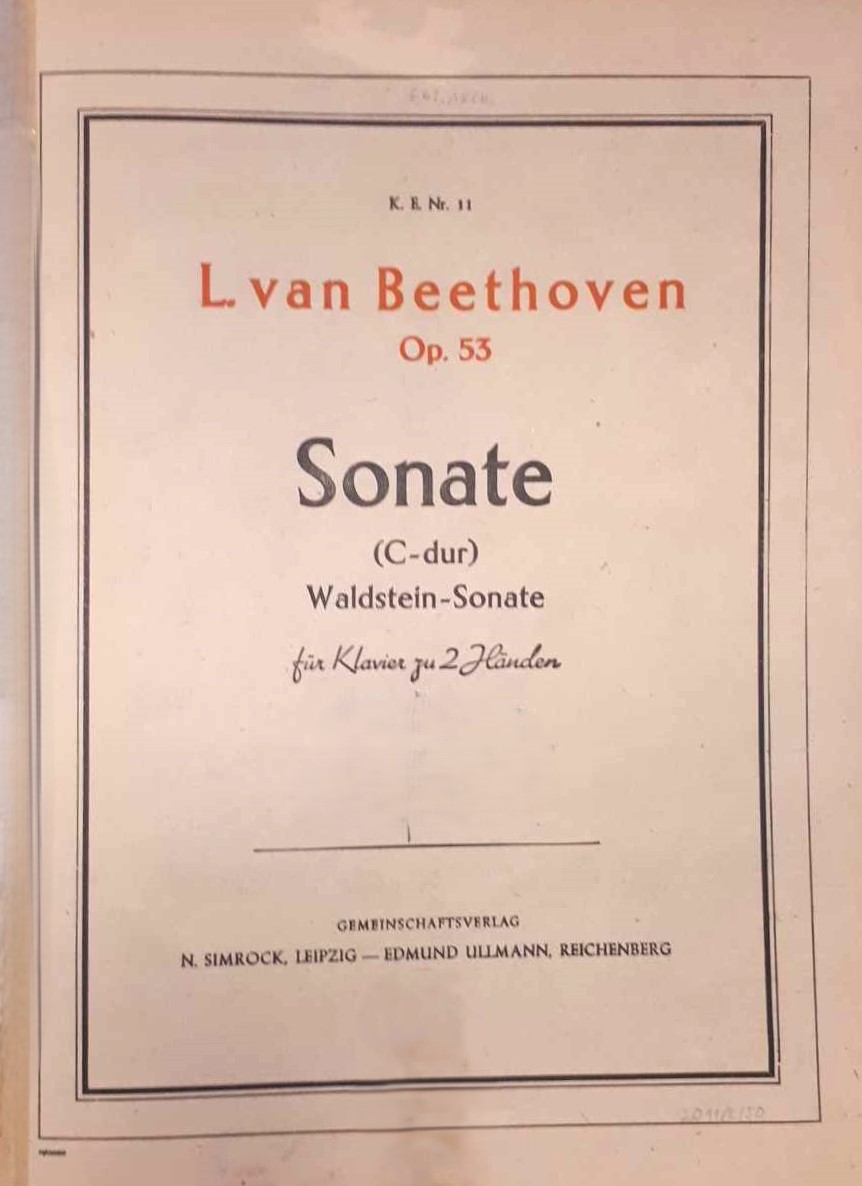 K. E. Nr. 11
L. van Beethoven
Op. 53
Sonate
(C-dur)
Waldstein-Sonate
für Klavier zu 2 Händen
GEMEINSCHAFTSVERLAG
N. SIMROCK, LEIPZIG — EDMUND ULLMANN, REICHENBERG